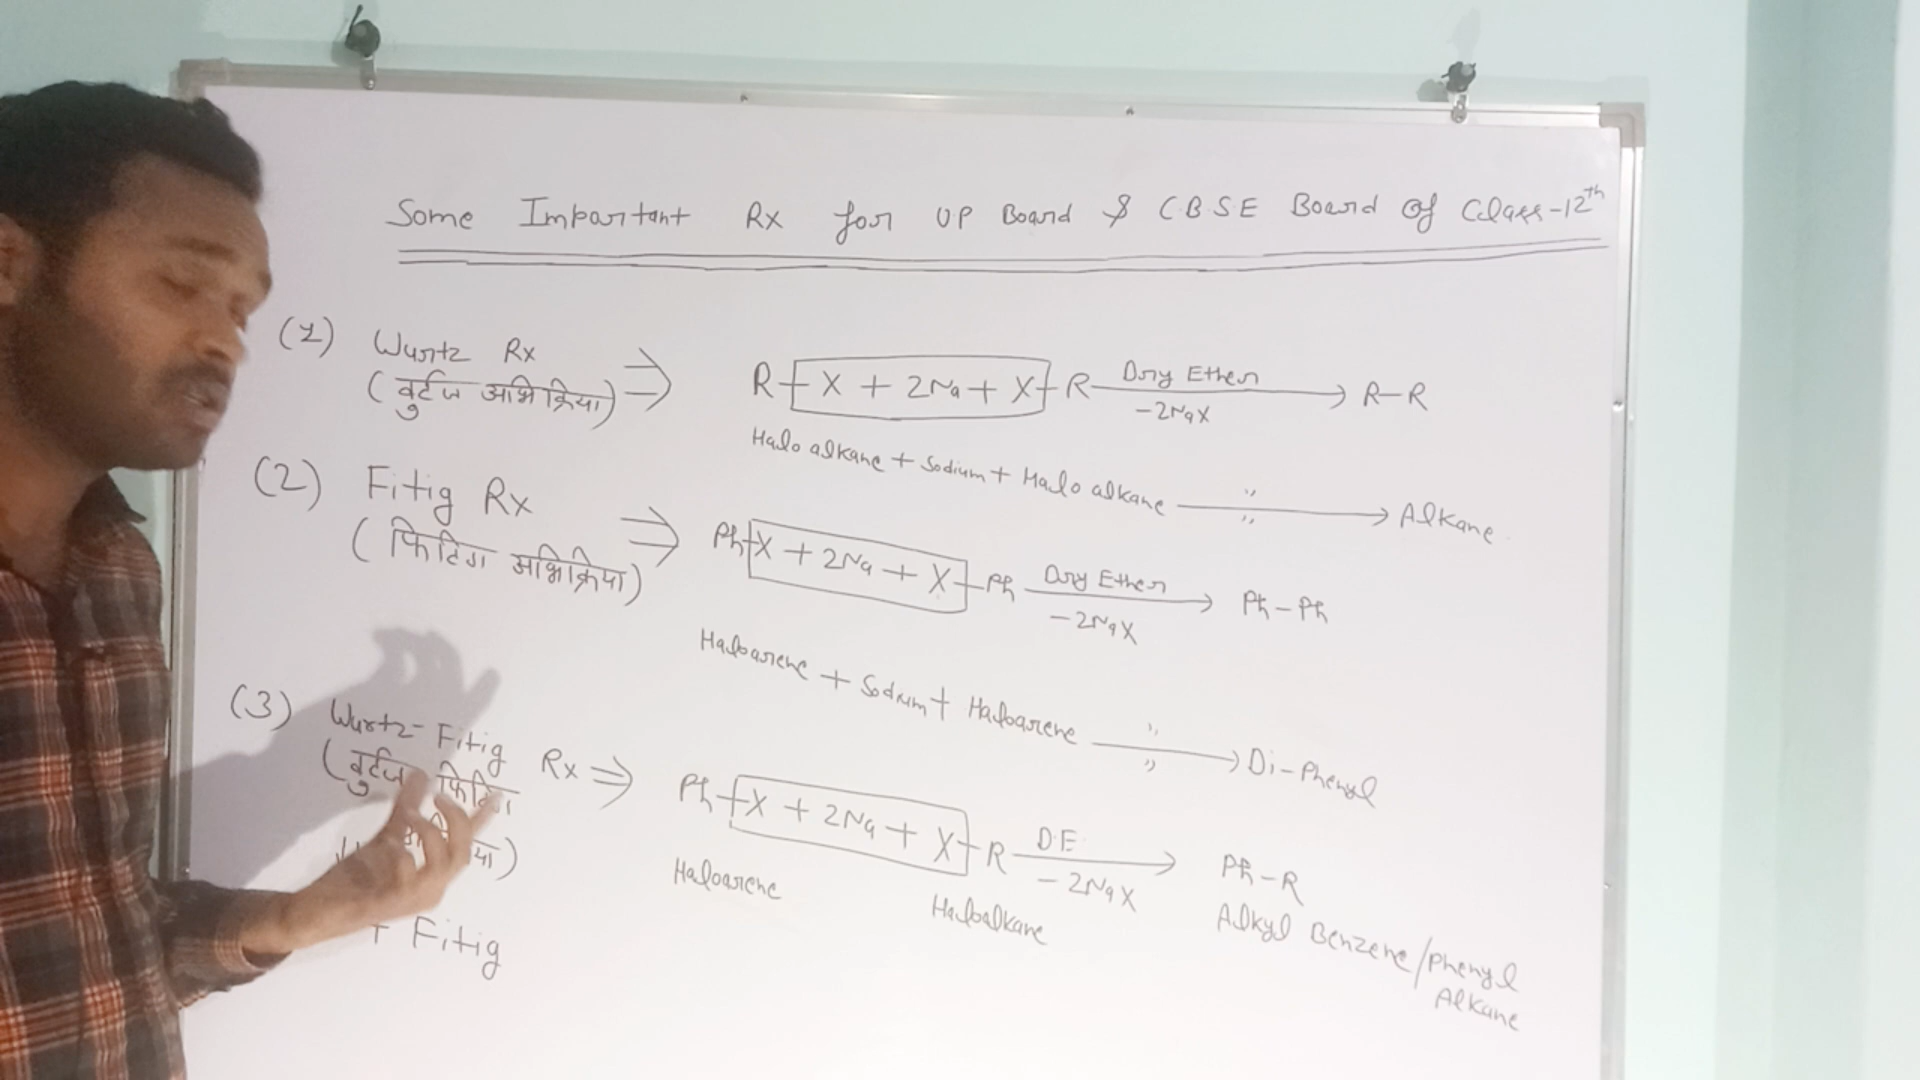 Some Important Rx for UP Board & C.B.S.E Board of Class-12th
(1) Wurtz Rx ⇒ R-X + 2Na + X-R Dry Ether → R-R
(वुर्टज अभिक्रिया) -2NaX
Halo alkane + Sodium + Halo alkane " → Alkane
"
(2) Fitig Rx ⇒ Ph-X + 2Na + X-Ph Dry Ether → Ph-Ph
(फिटिग अभिक्रिया) -2NaX
Haloarene + Sodium + Haloarene " → Di-Phenyl
"
(3) Wurtz-Fitig Rx ⇒ Ph-X + 2Na + X-R D.E → Ph-R
(वुर्टज फिटिग -2NaX
Haloarene Haloalkane Alkyl Benzene/Phenyl
Alkane
+ Fitig